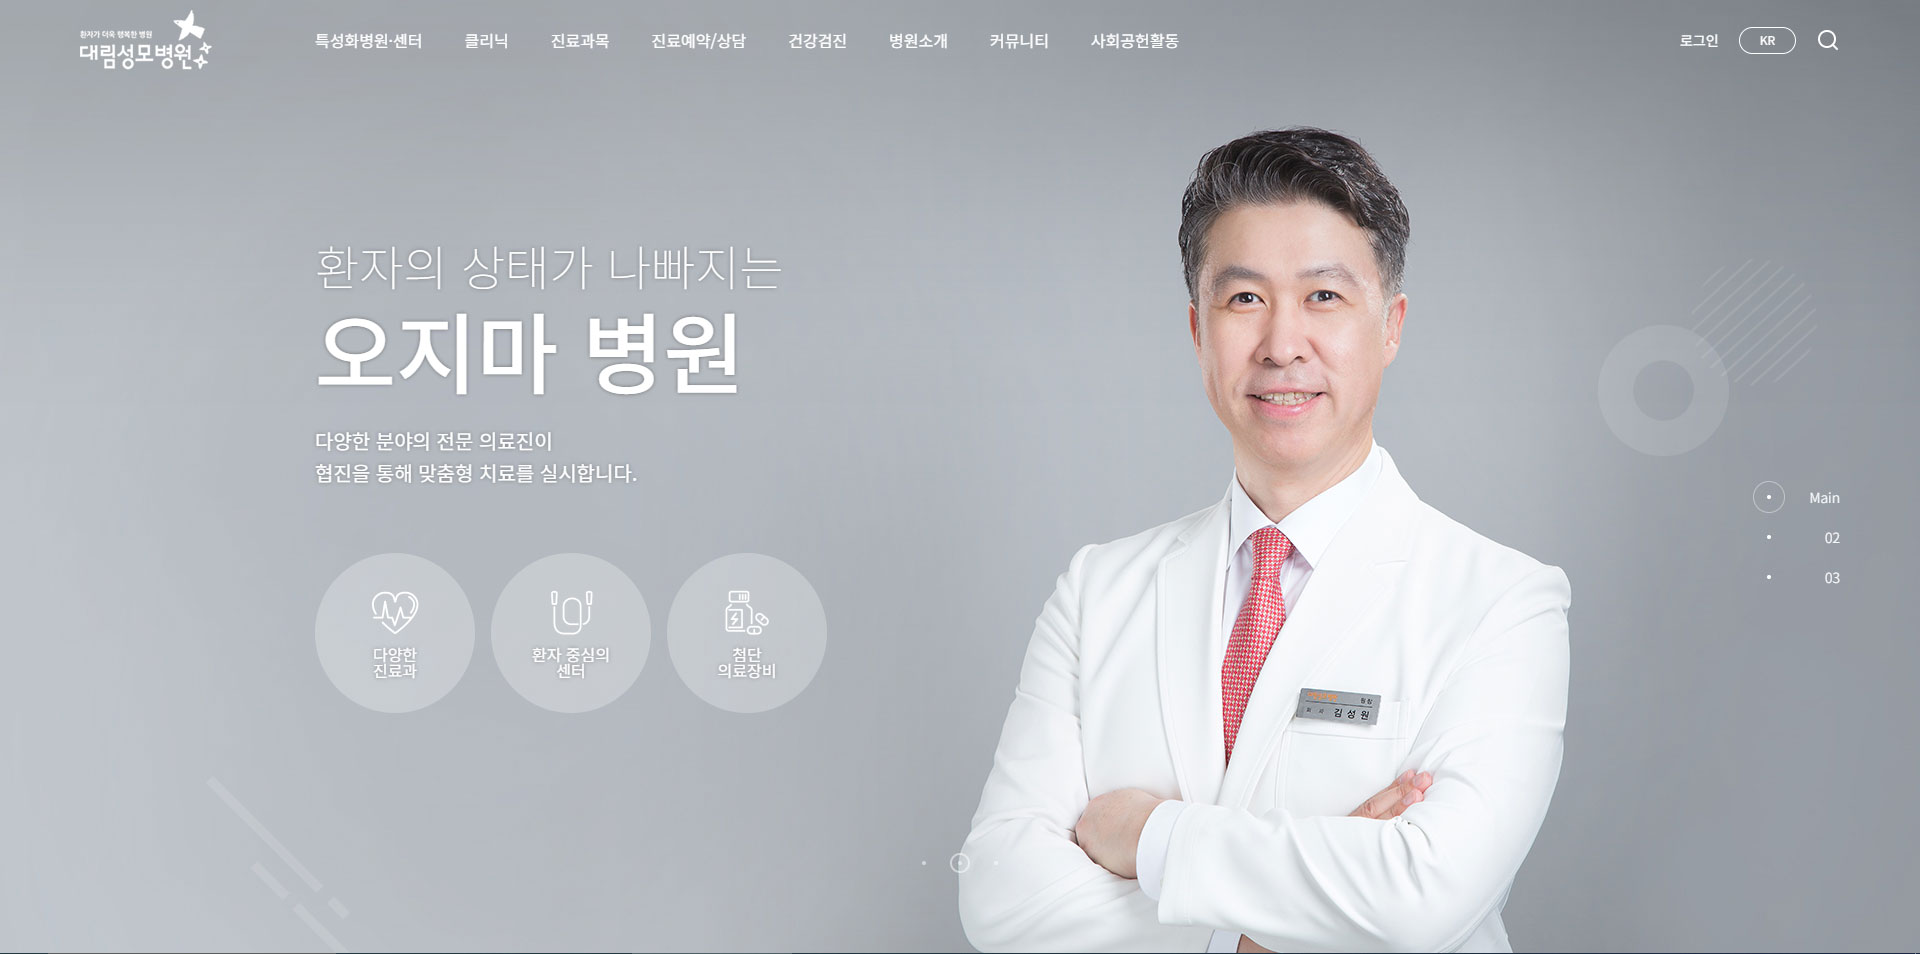 환자가 더욱 행복한 병원
대림성모병원
특성화병원·센터 클리닉 진료과목 진료예약/상담 건강검진 병원소개 커뮤니티 사회공헌활동
로그인 KR
환자의 상태가 나빠지는
오지마 병원
다양한 분야의 전문 의료진이
협진을 통해 맞춤형 치료를 실시합니다.
다양한
진료과
환자 중심의
센터
첨단
의료장비
Main
02
03
원장
김성원